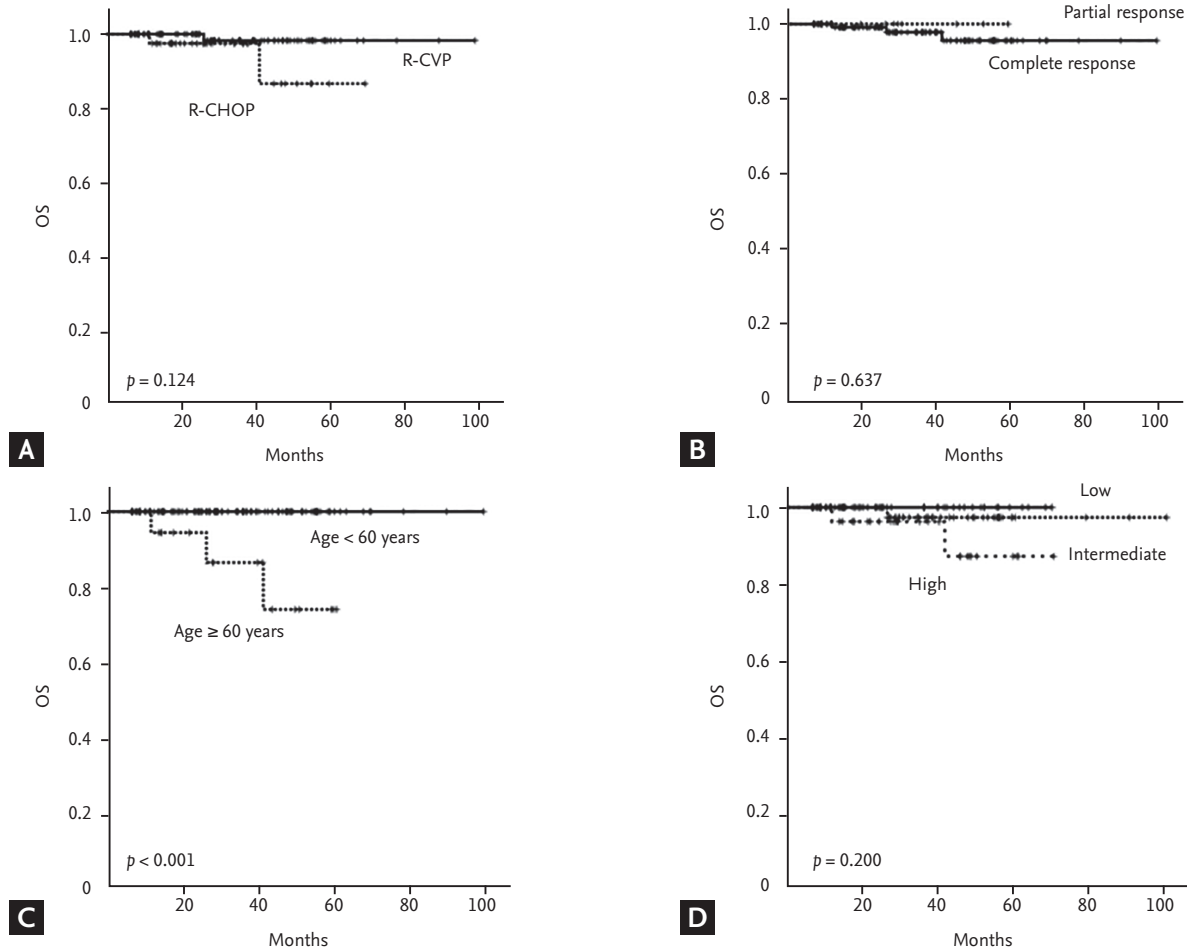 1.0
0.8
0.6
0.4
0.2
0
OS
R-CVP
R-CHOP
p = 0.124
20 40 60 80 100
Months
A
1.0
0.8
0.6
0.4
0.2
0
OS
Partial response
Complete response
p = 0.637
20 40 60 80 100
Months
B
1.0
0.8
0.6
0.4
0.2
0
OS
Age < 60 years
Age ≥ 60 years
p < 0.001
20 40 60 80 100
Months
C
1.0
0.8
0.6
0.4
0.2
0
OS
Low
Intermediate
High
p = 0.200
20 40 60 80 100
Months
D